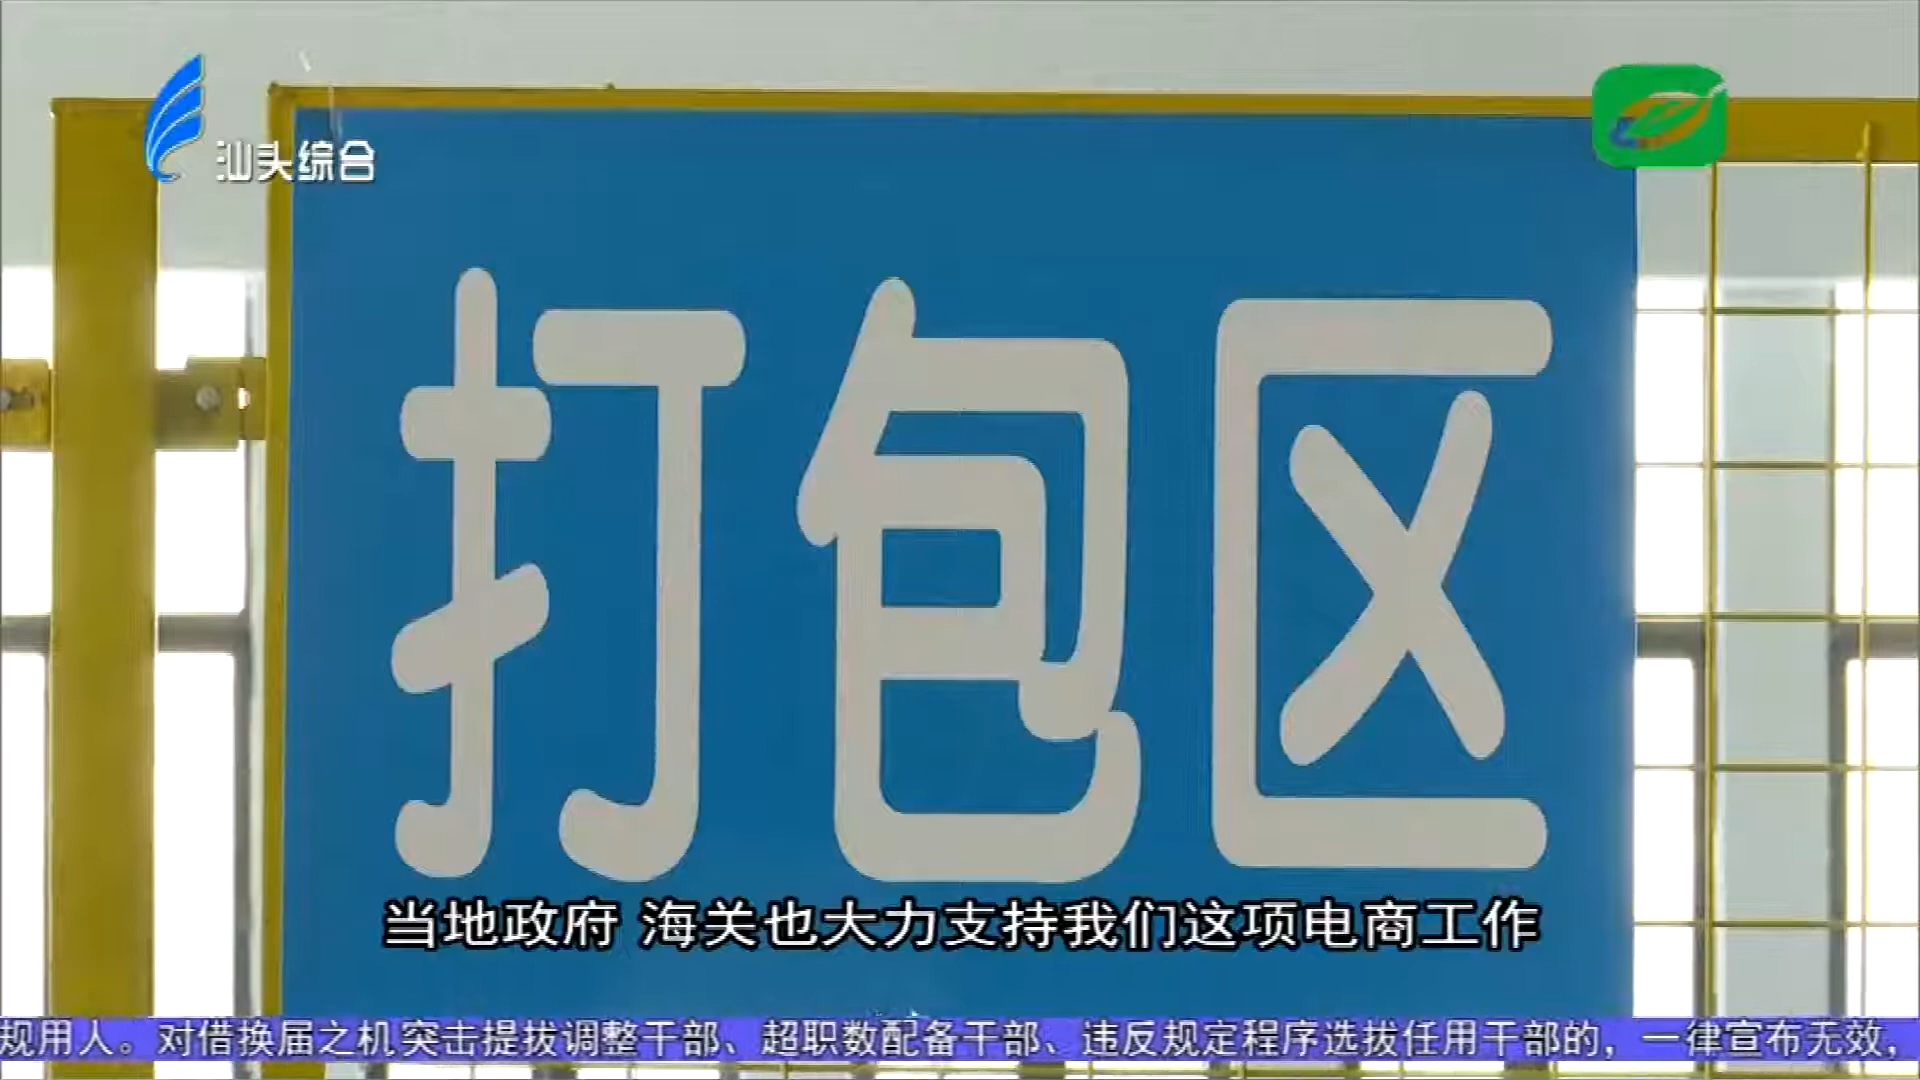 汕头综合
打包区
当地政府 海关也大力支持我们这项电商工作
规用人。对借换届之机突击提拔调整干部、超职数配备干部、违反规定程序选拔任用干部的，一律宣布无效，